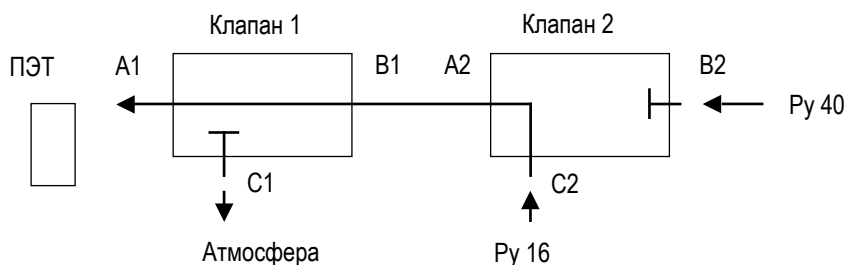 Клапан 1 Клапан 2
ПЭТ A1 B1 A2 B2
Ру 40
C1 C2
Атмосфера Ру 16